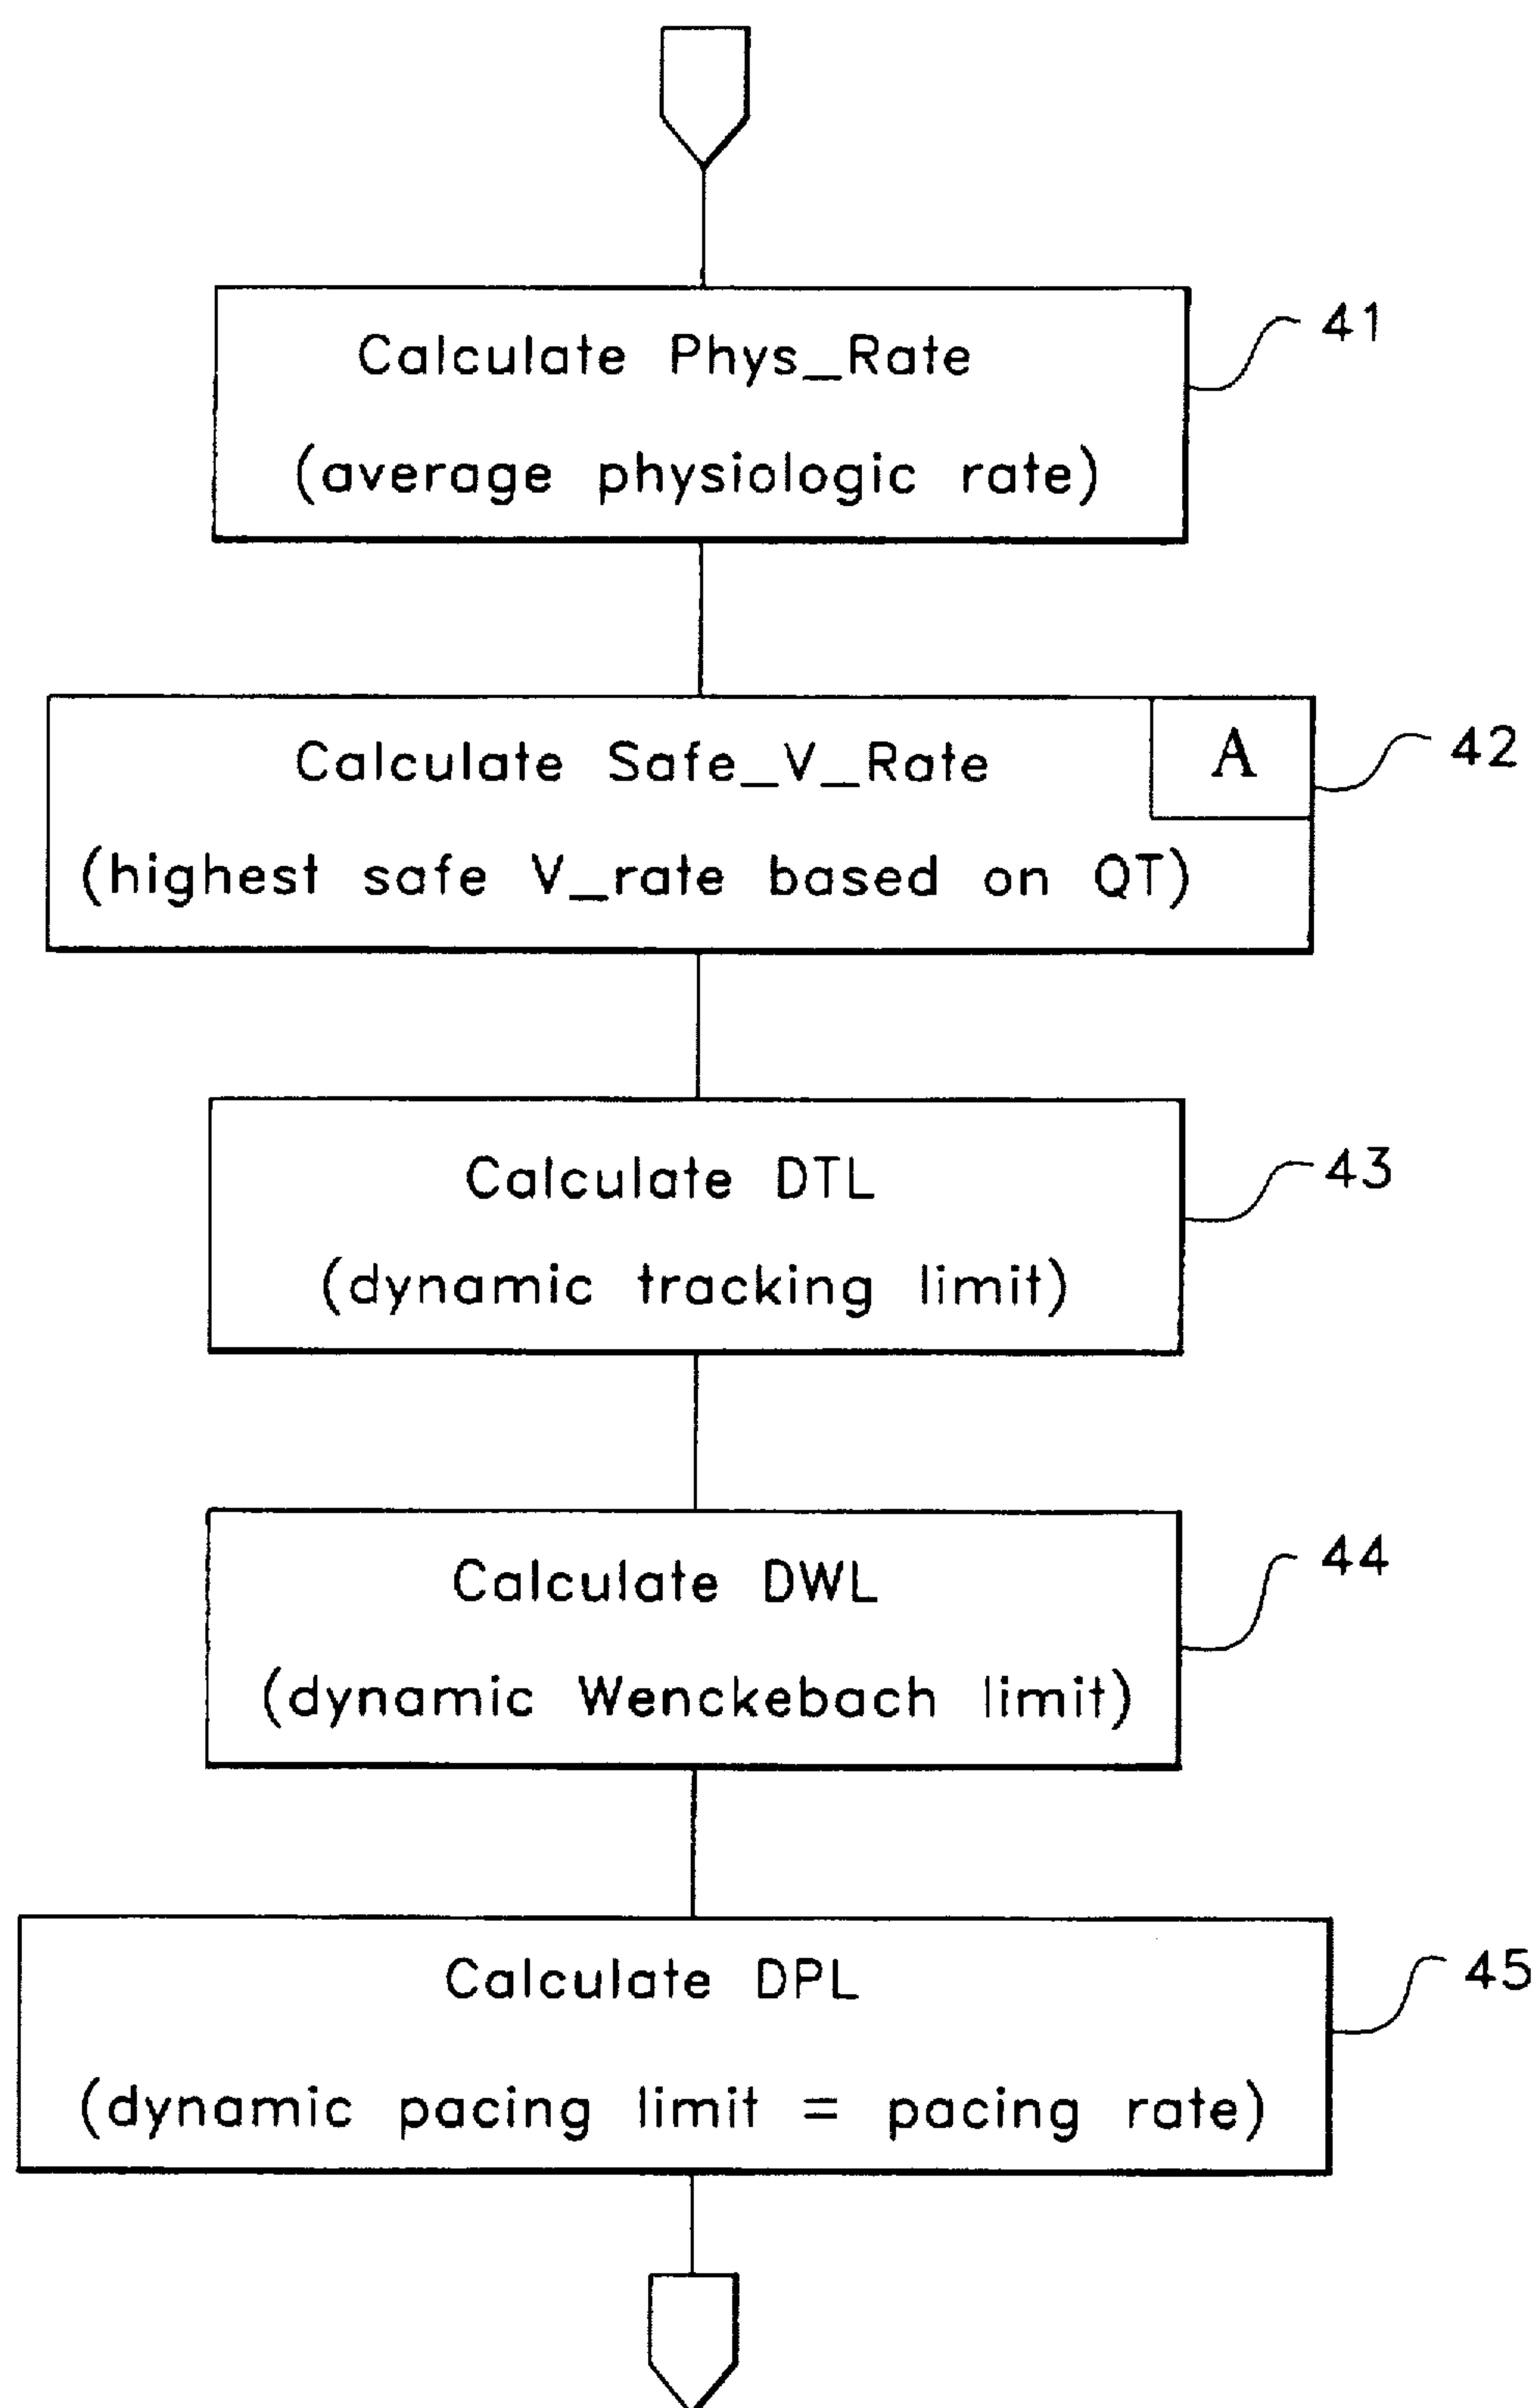 Calculate Phys_Rate
(average physiologic rate)
41
Calculate Safe_V_Rate
A
(highest safe V_rate based on QT)
42
Calculate DTL
(dynamic tracking limit)
43
Calculate DWL
(dynamic Wenckebach limit)
44
Calculate DPL
(dynamic pacing limit = pacing rate)
45